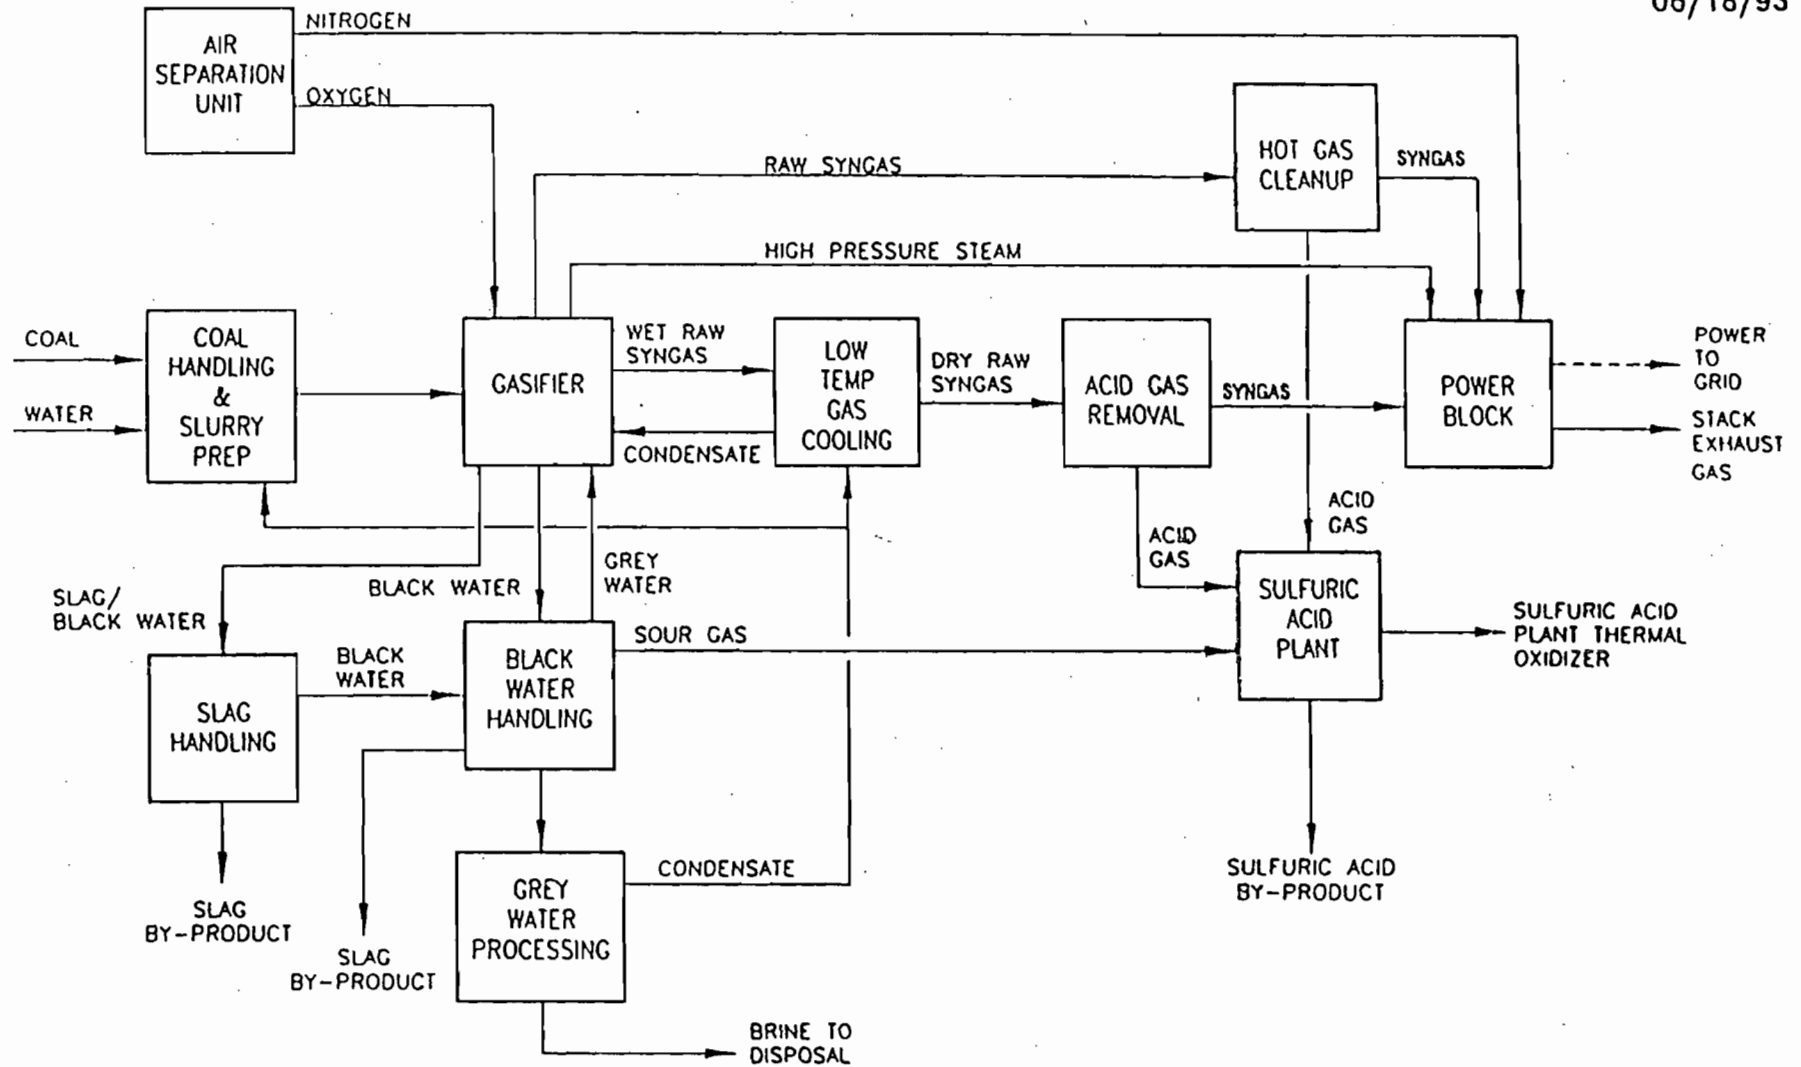 06/18/93
NITROGEN
AIR
SEPARATION
UNIT
OXYGEN
RAW SYNGAS
HOT GAS
CLEANUP
SYNGAS
HIGH PRESSURE STEAM
COAL
WATER
COAL
HANDLING
&
SLURRY
PREP
GASIFIER
WET RAW
SYNGAS
CONDENSATE
LOW
TEMP
GAS
COOLING
DRY RAW
SYNGAS
ACID GAS
REMOVAL
SYNGAS
POWER
BLOCK
POWER
TO
GRID
STACK
EXHAUST
GAS
ACID
GAS
ACID
GAS
SLAG/
BLACK WATER
BLACK WATER
GREY
WATER
SOUR GAS
SULFURIC
ACID
PLANT
SULFURIC ACID
PLANT THERMAL
OXIDIZER
SLAG
HANDLING
BLACK
WATER
BLACK
WATER
HANDLING
SLAG
BY-PRODUCT
SLAG
BY-PRODUCT
GREY
WATER
PROCESSING
CONDENSATE
SULFURIC ACID
BY-PRODUCT
BRINE TO
DISPOSAL